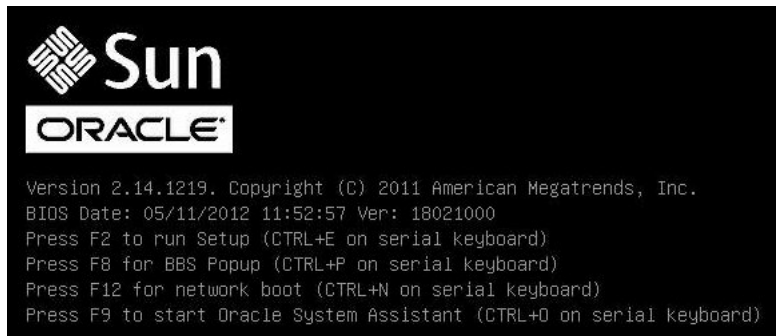 Sun
ORACLE
Version 2.14.1219. Copyright (C) 2011 American Megatrends, Inc.
BIOS Date: 05/11/2012 11:52:57 Ver: 18021000
Press F2 to run Setup (CTRL+E on serial keyboard)
Press F8 for BBS Popup (CTRL+P on serial keyboard)
Press F12 for network boot (CTRL+N on serial keyboard)
Press F9 to start Oracle System Assistant (CTRL+O on serial keyboard)